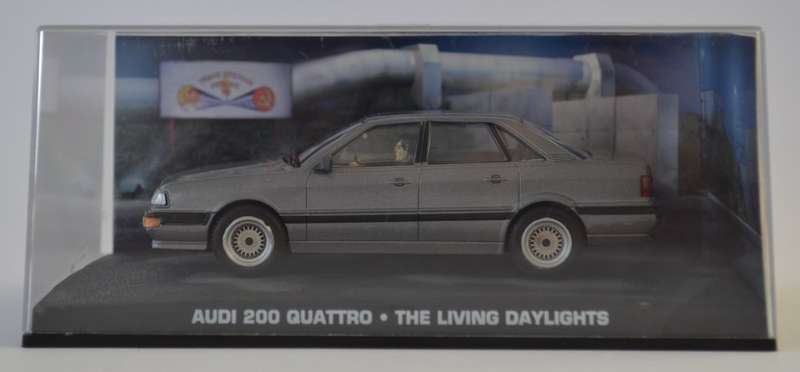 AUDI 200 QUATTRO • THE LIVING DAYLIGHTS